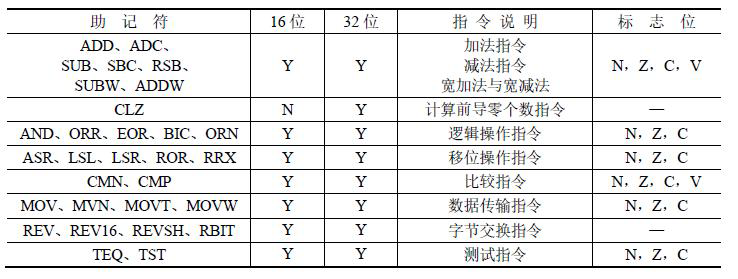 助 记 符 16 位 32 位 指 令 说 明 标 志 位
ADD、ADC、 加法指令
SUB、SBC、RSB、 Y Y 减法指令 N，Z，C，V
SUBW、ADDW 宽加法与宽减法
CLZ N Y 计算前导零个数指令 —
AND、ORR、EOR、BIC、ORN Y Y 逻辑操作指令 N，Z，C
ASR、LSL、LSR、ROR、RRX Y Y 移位操作指令 N，Z，C
CMN、CMP Y Y 比较指令 N，Z，C，V
MOV、MVN、MOVT、MOVW Y Y 数据传输指令 N，Z，C
REV、REV16、REVSH、RBIT Y Y 字节交换指令 —
TEQ、TST Y Y 测试指令 N，Z，C